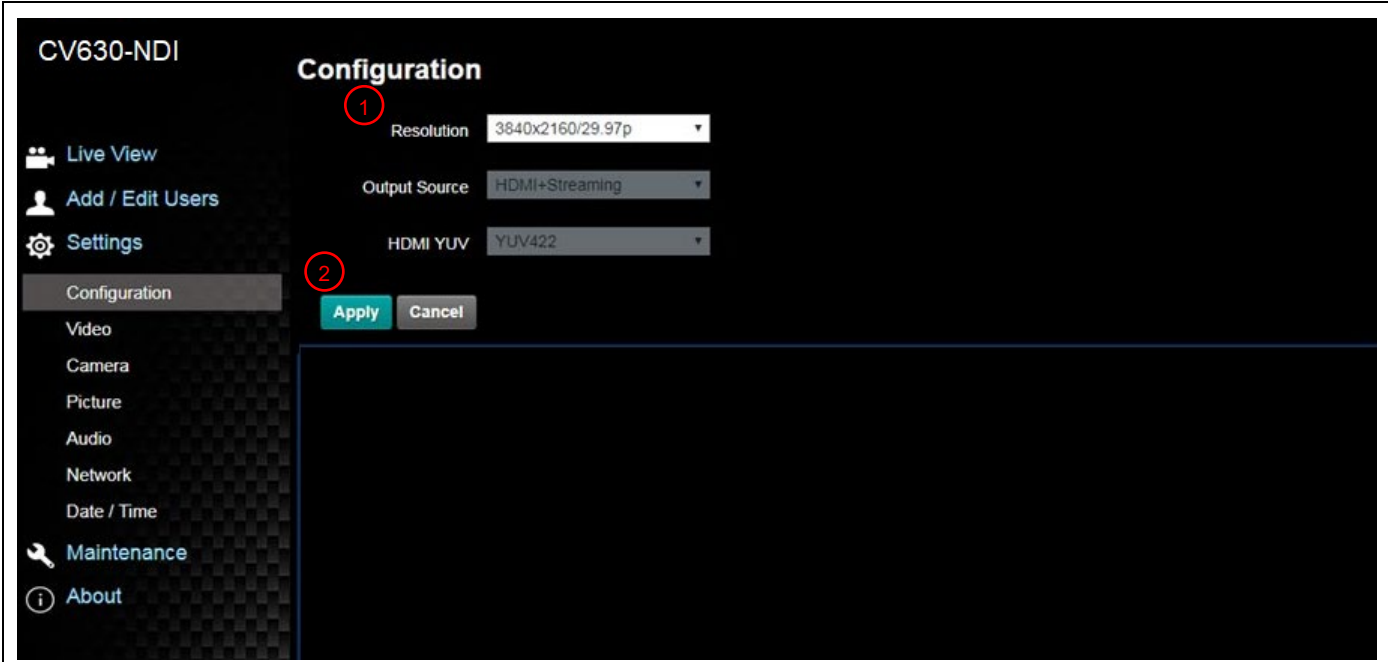 CV630-NDI
Live View
Add / Edit Users
Settings
Configuration
Video
Camera
Picture
Audio
Network
Date / Time
Maintenance
About
Configuration
1
Resolution 3840x2160/29.97p
Output Source HDMI+Streaming
HDMI YUV YUV422
2
Apply Cancel